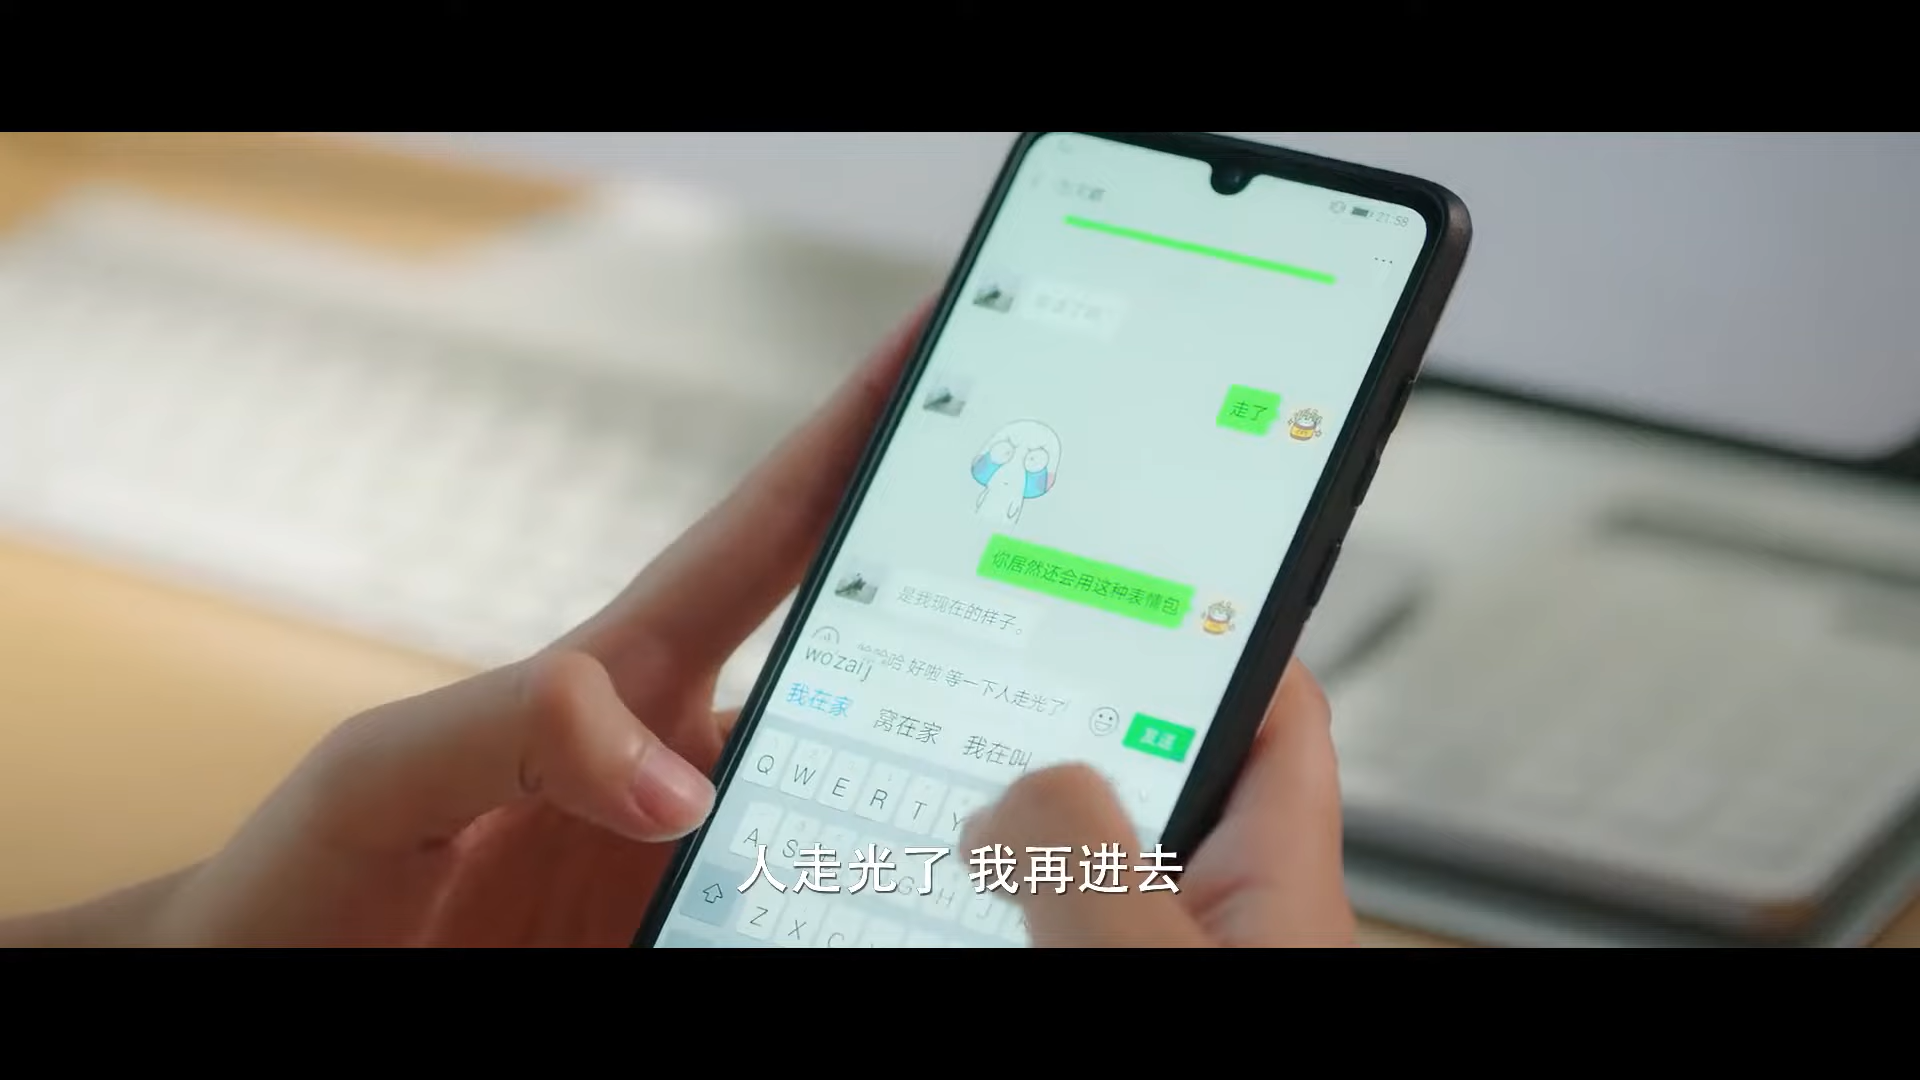 21:58
走了
你居然还会用这种表情包
是我现在的样子。
哈 好啦 等一下人走光了
wo'zai'j
我在家 窝在家 我在叫
发送
Q W E R T Y
A S G H J
Z X C
人走光了 我再进去